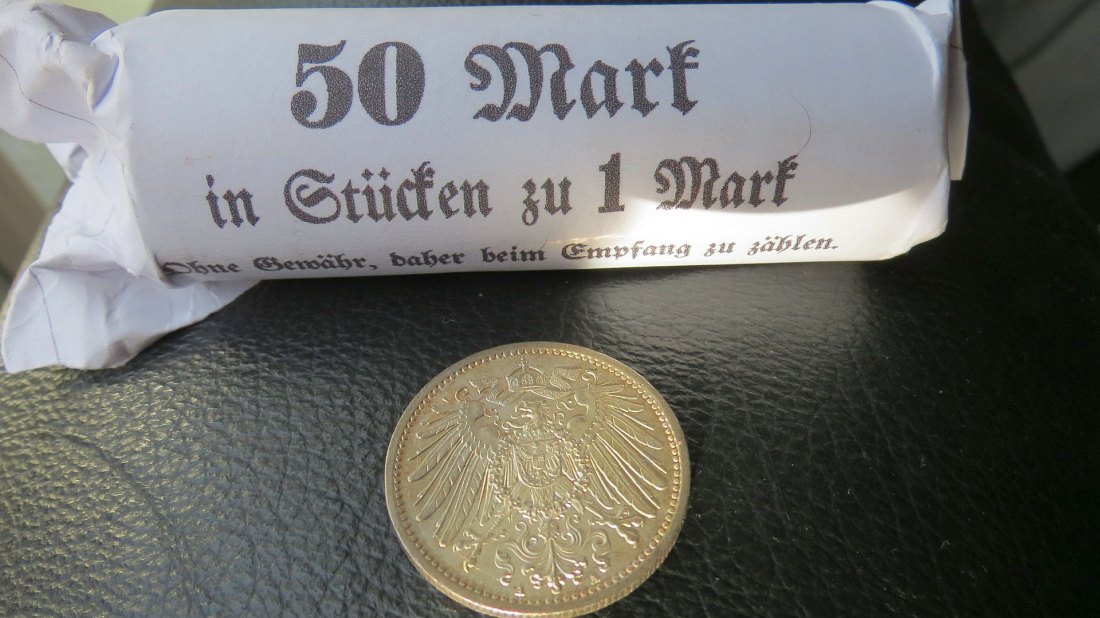 50 Mark
in Stücken zu 1 Mark
Ohne Gewähr, daher beim Empfang zu zählen.
A A